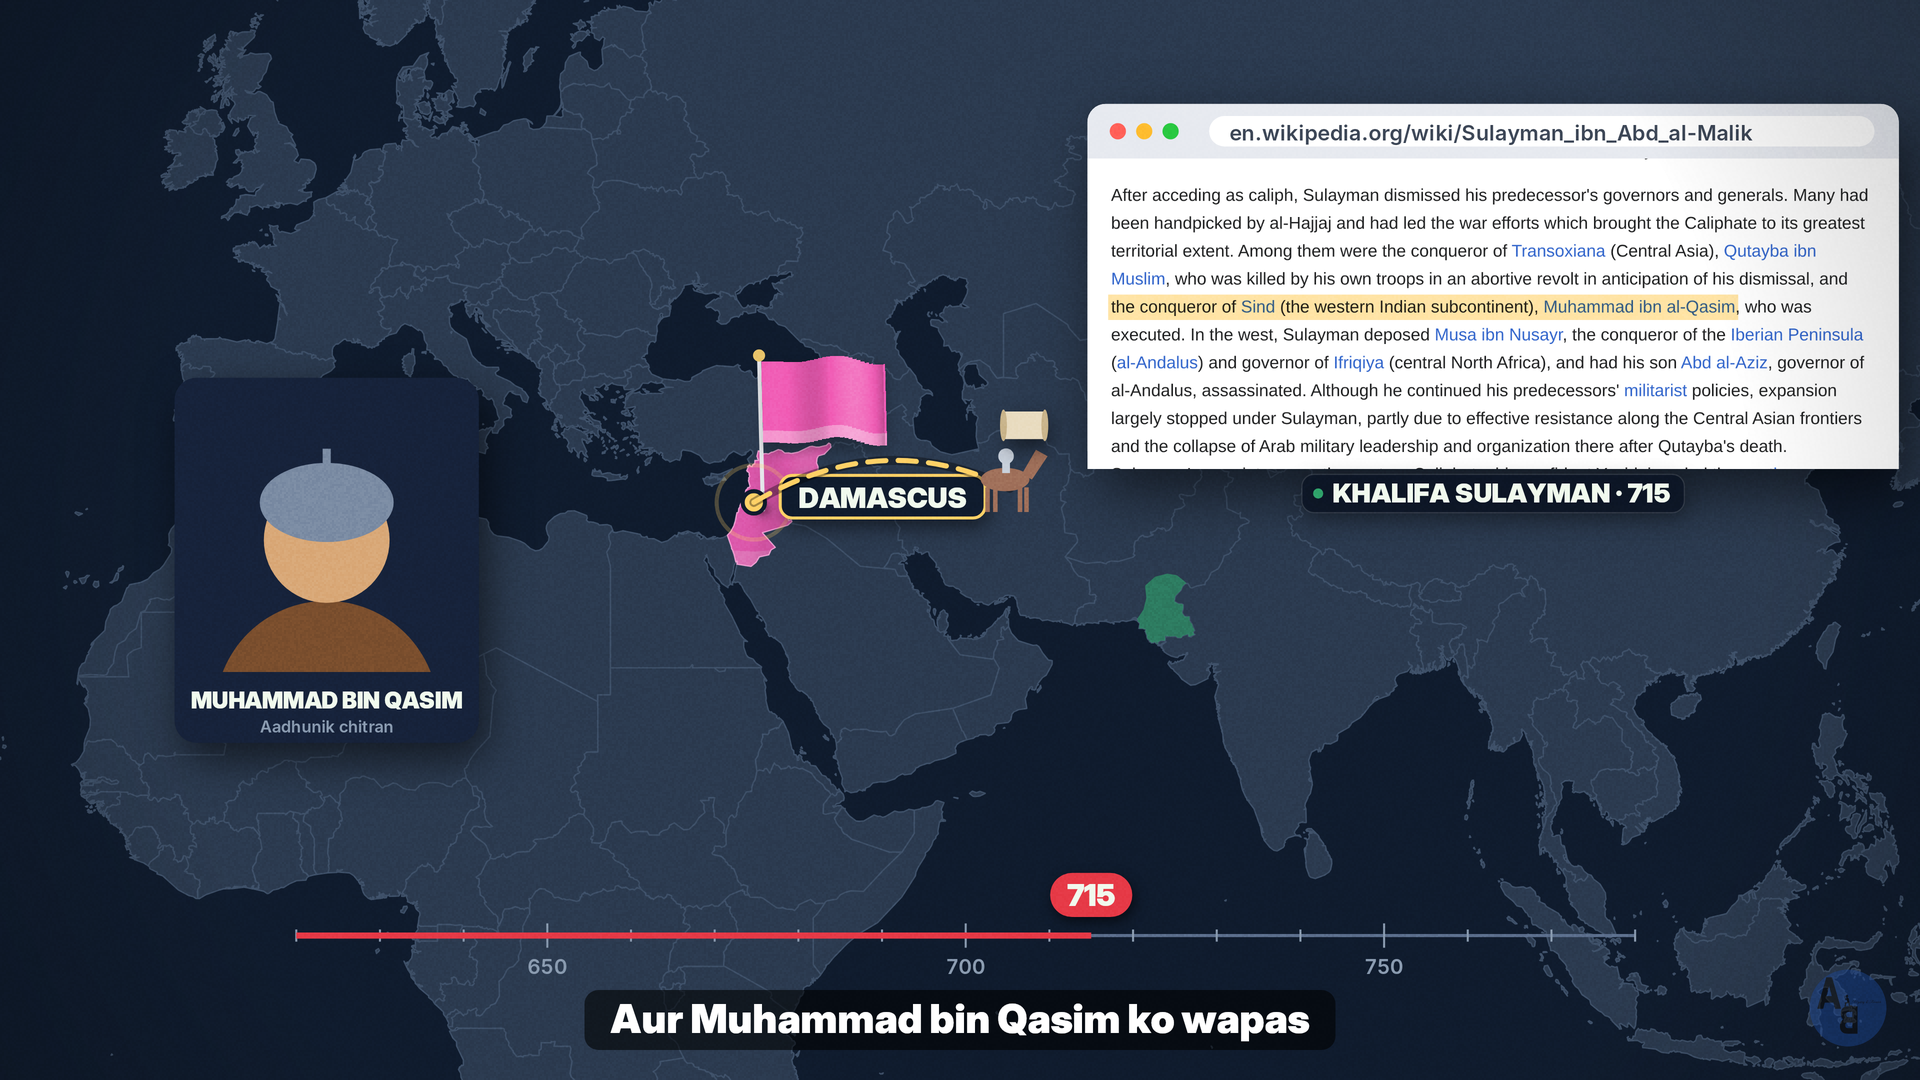 en.wikipedia.org/wiki/Sulayman_ibn_Abd_al-Malik
After acceding as caliph, Sulayman dismissed his predecessor's governors and generals. Many had
been handpicked by al-Hajjaj and had led the war efforts which brought the Caliphate to its greatest
territorial extent. Among them were the conqueror of Transoxiana (Central Asia), Qutayba ibn
Muslim, who was killed by his own troops in an abortive revolt in anticipation of his dismissal, and
the conqueror of Sind (the western Indian subcontinent), Muhammad ibn al-Qasim, who was
executed. In the west, Sulayman deposed Musa ibn Nusayr, the conqueror of the Iberian Peninsula
(al-Andalus) and governor of Ifriqiya (central North Africa), and had his son Abd al-Aziz, governor of
al-Andalus, assassinated. Although he continued his predecessors' militarist policies, expansion
largely stopped under Sulayman, partly due to effective resistance along the Central Asian frontiers
and the collapse of Arab military leadership and organization there after Qutayba's death.
KHALIFA SULAYMAN · 715
DAMASCUS
MUHAMMAD BIN QASIM
Aadhunik chitran
715
650 700 750
Aur Muhammad bin Qasim ko wapas
A B